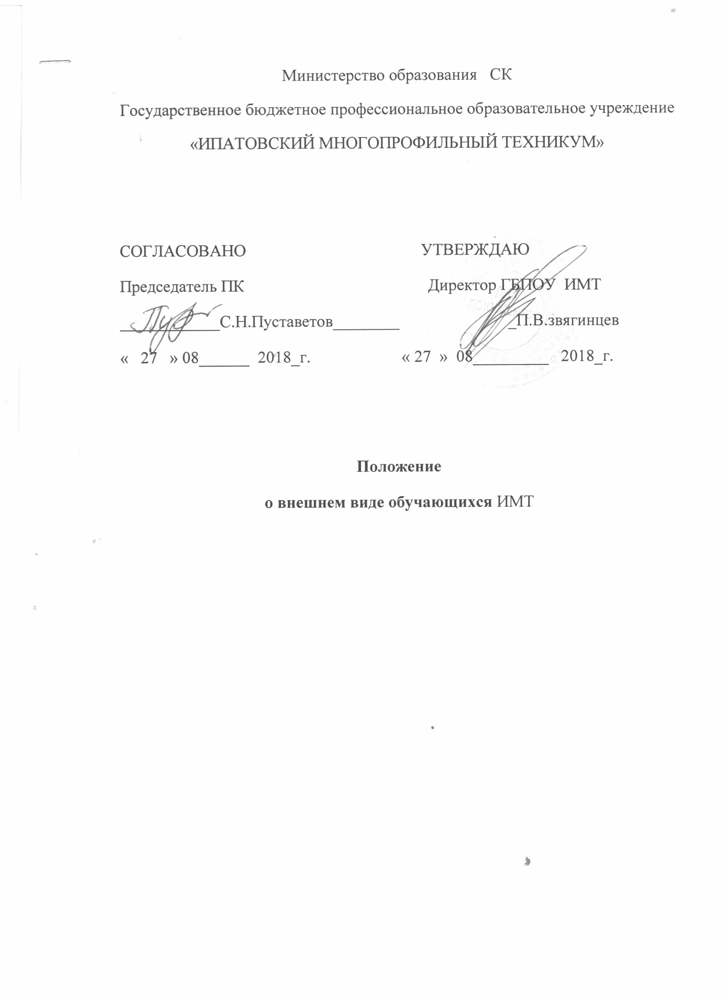 Министерство образования СК
Государственное бюджетное профессиональное образовательное учреждение
«ИПАТОВСКИЙ МНОГОПРОФИЛЬНЫЙ ТЕХНИКУМ»
СОГЛАСОВАНО УТВЕРЖДАЮ
Председатель ПК Директор ГБПОУ ИМТ
____________С.Н.Пуставетов________ _П.В.звягинцев
« 27 » 08______ 2018_г. « 27 » 08_________ 2018_г.
Положение
о внешнем виде обучающихся ИМТ